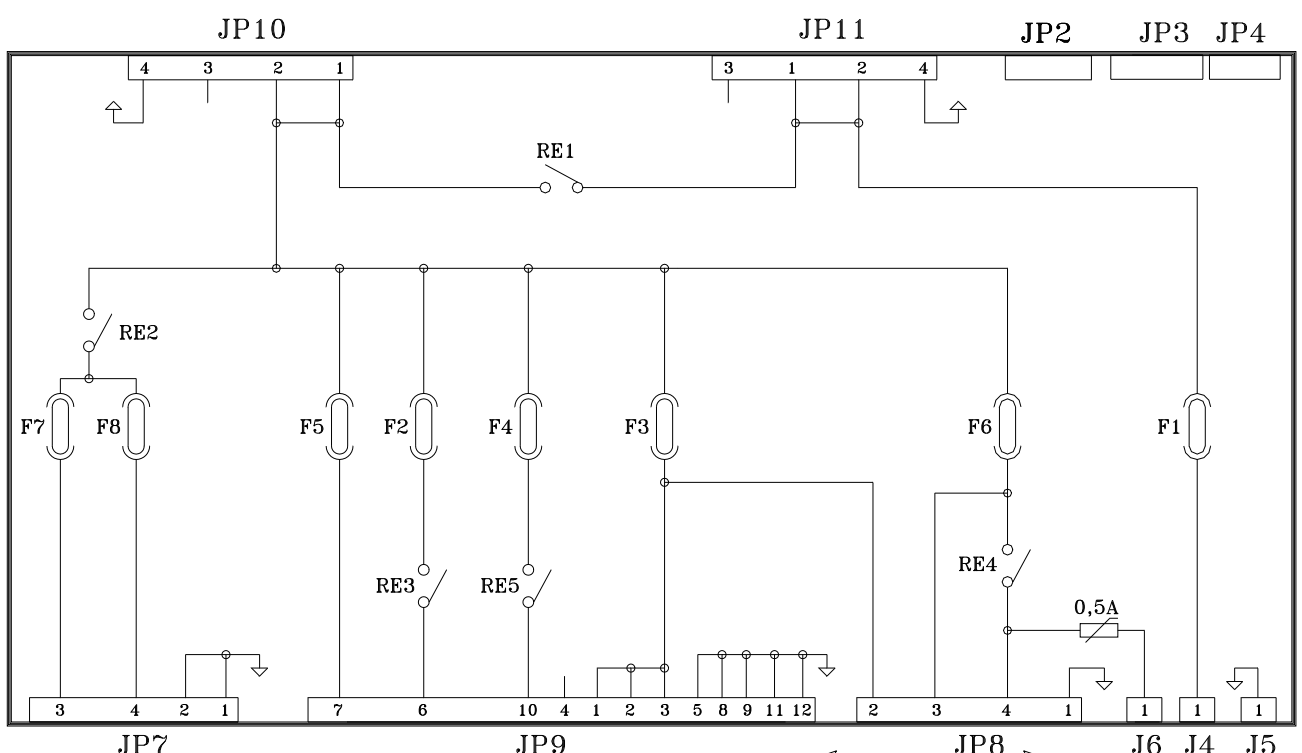 JP10 JP11 JP2 JP3 JP4
4 3 2 1 3 1 2 4
RE1
RE2
F7 F8 F5 F2 F4 F3 F6 F1
RE3 RE5 RE4
0,5A
3 4 2 1 7 6 10 4 1 2 3 5 8 9 11 12 2 3 4 1 1 1 1
JP7 JP9 JP8 J6 J4 J5